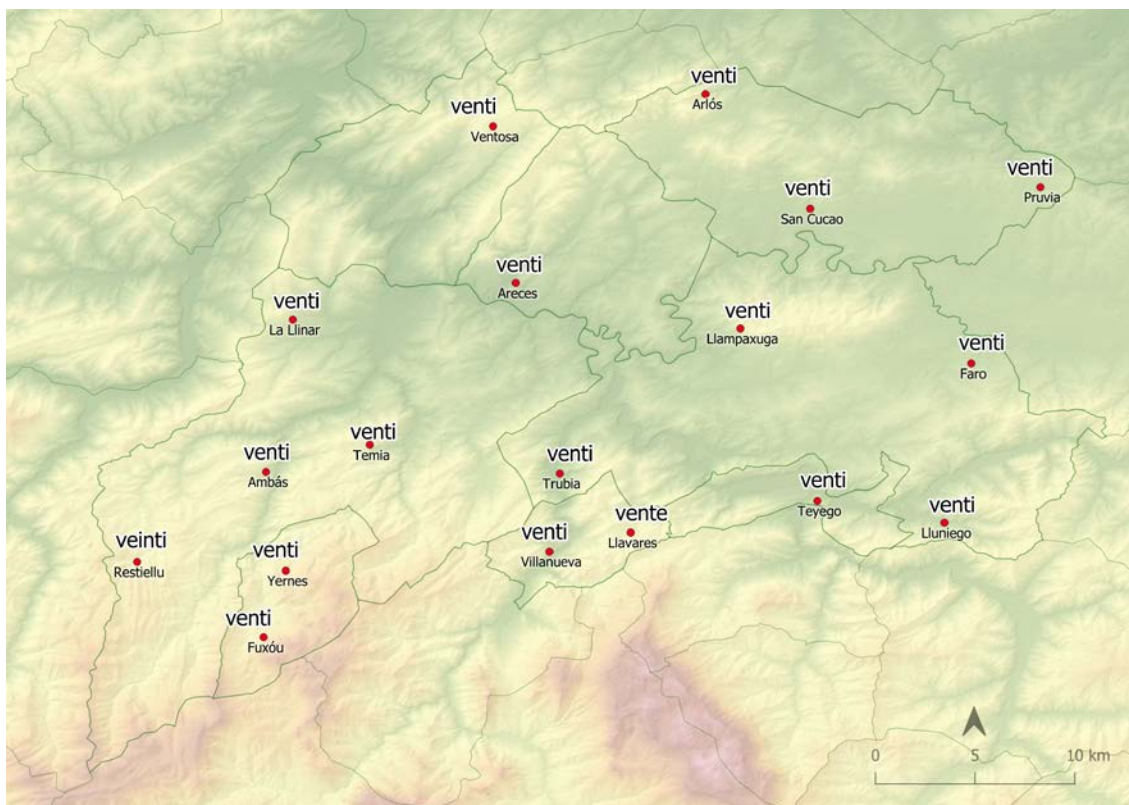 venti
Arlós
venti
Ventosa
venti
Pruvia
venti
San Cucao
venti
Areces
venti
La Llinar
venti
Llampaxuga
venti
Faro
venti
Temia
venti
Ambás
venti
Trubia
venti
Teyego
venti
Lluniego
vente
Llavares
venti
Villanueva
veinti
Restiellu
venti
Yernes
venti
Fuxóu
0 5 10 km